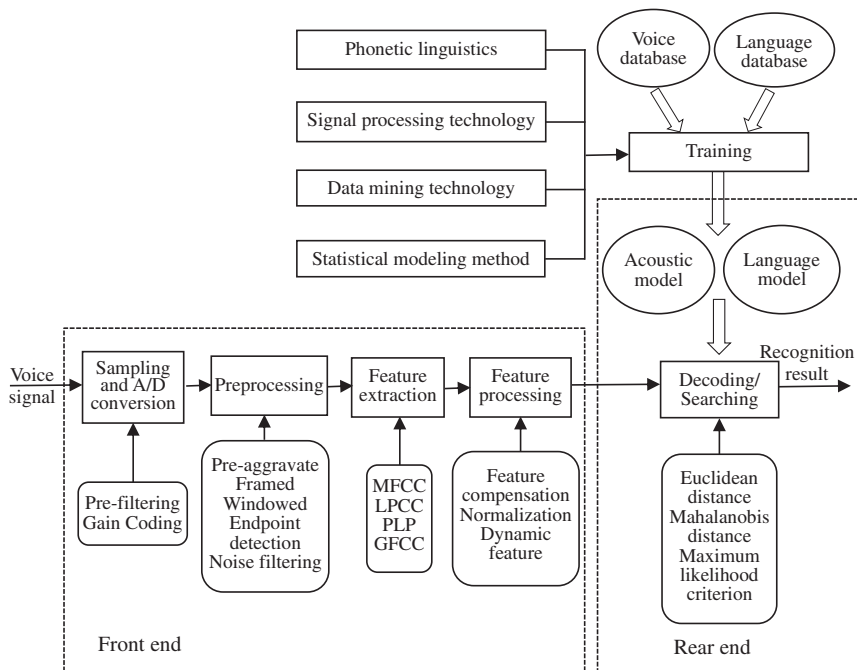 Phonetic linguistics
Signal processing technology
Data mining technology
Statistical modeling method
Voice
database
Language
database
Training
Acoustic
model
Language
model
Voice
signal
Sampling
and A/D
conversion
Preprocessing
Feature
extraction
Feature
processing
Decoding/
Searching
Recognition
result
Pre-filtering
Gain Coding
Pre-aggravate
Framed
Windowed
Endpoint
detection
Noise filtering
MFCC
LPCC
PLP
GFCC
Feature
compensation
Normalization
Dynamic
feature
Euclidean
distance
Mahalanobis
distance
Maximum
likelihood
criterion
Front end
Rear end